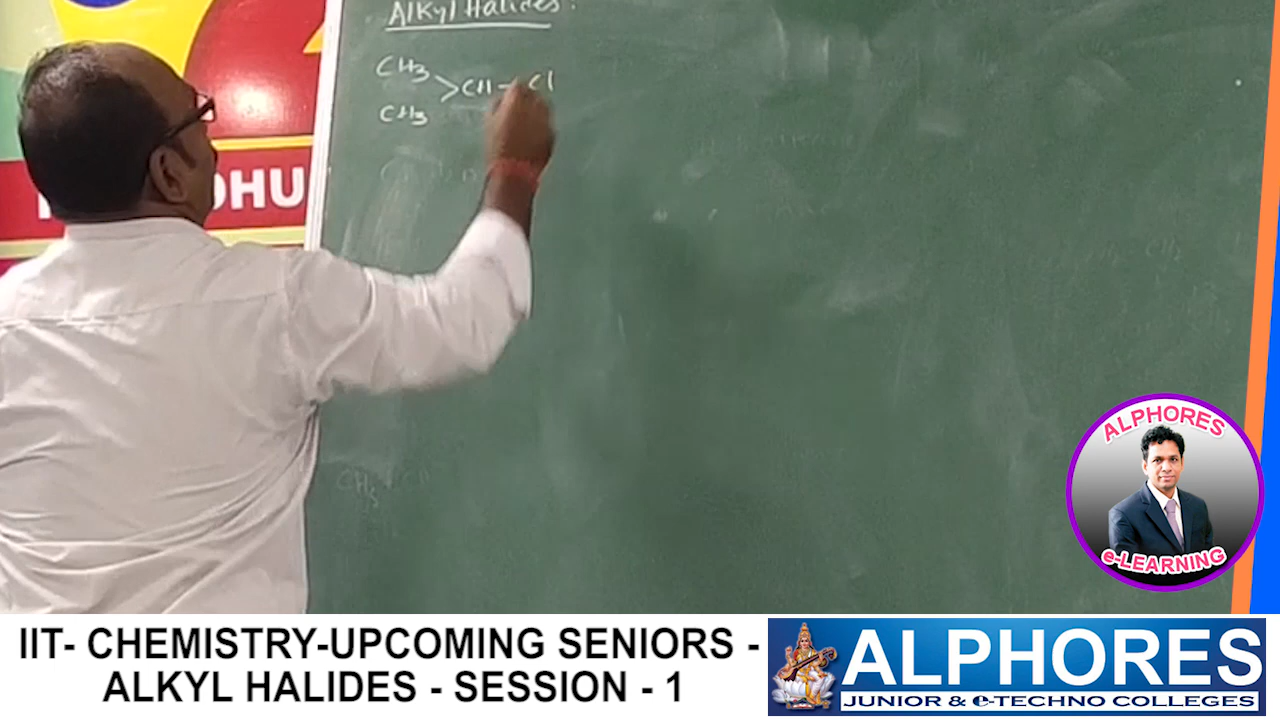 Alkyl Halides:
CH3
>CH-Cl
CH3
DHU
ALPHORES
e-LEARNING
IIT- CHEMISTRY-UPCOMING SENIORS -
ALKYL HALIDES - SESSION - 1
ALPHORES
JUNIOR & e-TECHNO COLLEGES